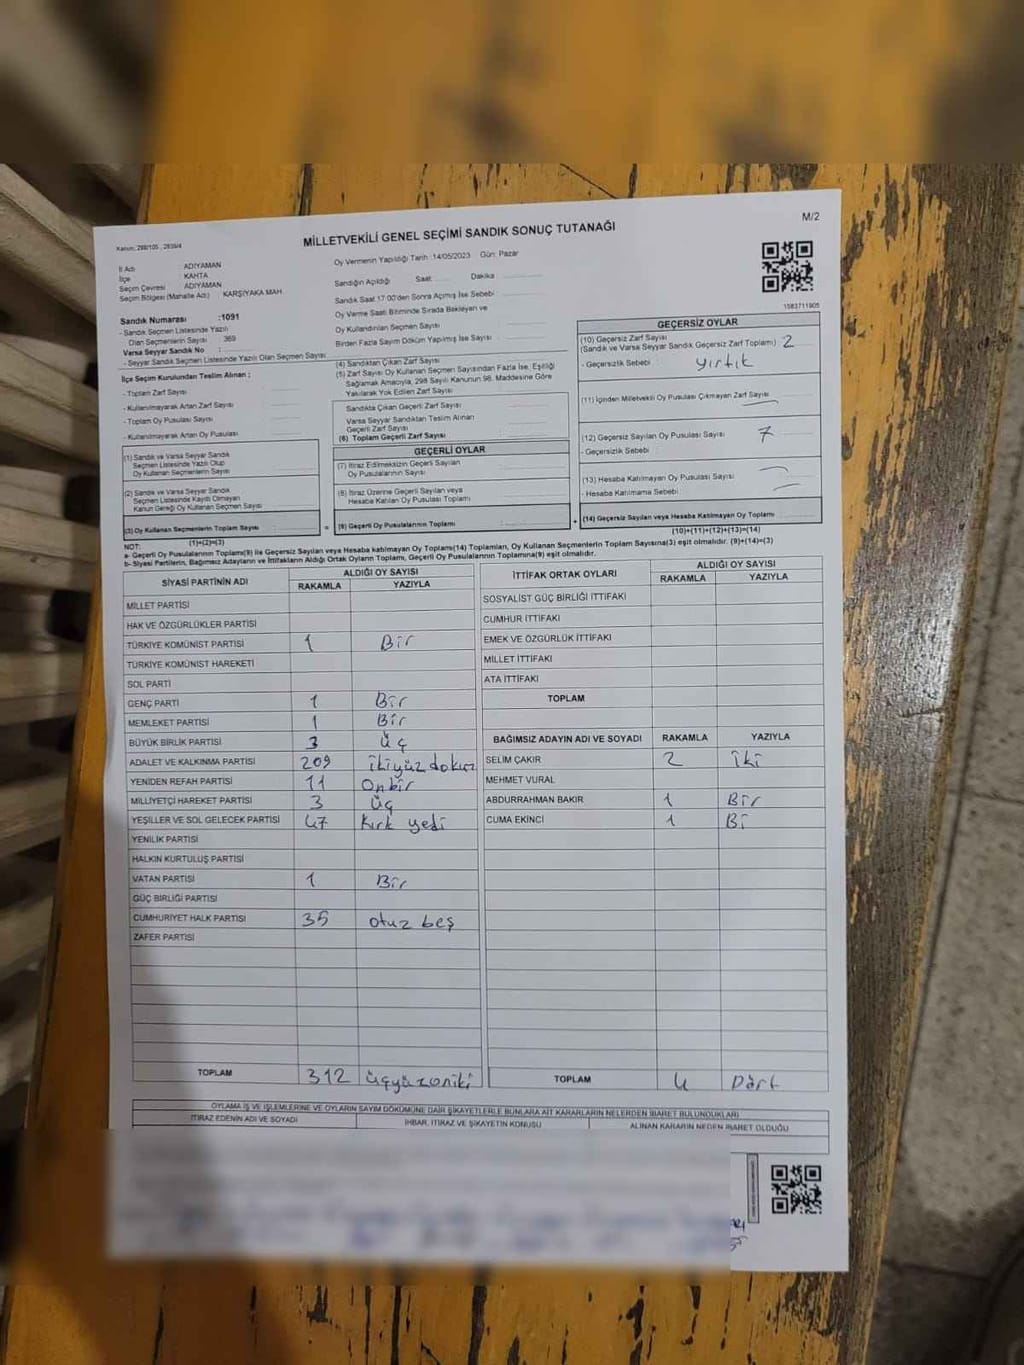 M/2
Kanun: 298/105 , 2839/4
MİLLETVEKİLİ GENEL SEÇİMİ SANDIK SONUÇ TUTANAĞI
İl Adı ADIYAMAN
İlçe KAHTA
Seçim Çevresi ADIYAMAN
Seçim Bölgesi (Mahalle Adı) : KARŞIYAKA MAH.
Sandık Numarası :1091
- Sandık Seçmen Listesinde Yazılı
Olan Seçmenlerin Sayısı : 369
Varsa Seyyar Sandık No :
- Seyyar Sandık Seçmen Listesinde Yazılı Olan Seçmen Sayısı
Oy Vermenin Yapıldığı Tarih :14/05/2023 Gün: Pazar
Sandığın Açıldığı Saat: Dakika
Sandık Saat 17:00'den Sonra Açılmış İse Sebebi
Oy Verme Saati Bitiminde Sırada Bekleyen ve
Oy Kullandırılan Seçmen Sayısı
Birden Fazla Sayım Döküm Yapılmış İse Sayısı
1583711905
İlçe Seçim Kurulundan Teslim Alınan ;
- Toplam Zarf Sayısı
- Kullanılmayarak Artan Zarf Sayısı
- Toplam Oy Pusulası Sayısı
- Kullanılmayarak Artan Oy Pusulası
(1) Sandık ve Varsa Seyyar Sandık
Seçmen Listesinde Yazılı Olup
Oy Kullanan Seçmenlerin Sayısı
(2) Sandık ve Varsa Seyyar Sandık
Seçmen Listesinde Kaydı Olmayan
Kanun Gereği Oy Kullanan Seçmen Sayısı
(3) Oy Kullanan Seçmenlerin Toplam Sayısı
(1)+(2)=(3)
(4) Sandıktan Çıkan Zarf Sayısı
(5) Zarf Sayısı Oy Kullanan Seçmen Sayısından Fazla İse, Eşitliği
Sağlamak Amacıyla, 298 Sayılı Kanunun 98. Maddesine Göre
Yakılarak Yok Edilen Zarf Sayısı
Sandıkta Çıkan Geçerli Zarf Sayısı
Varsa Seyyar Sandıktan Teslim Alınan
Geçerli Zarf Sayısı
(6) Toplam Geçerli Zarf Sayısı
GEÇERLİ OYLAR
(7) İtiraz Edilmeksizin Geçerli Sayılan
Oy Pusulalarının Sayısı
(8) İtiraz Üzerine Geçerli Sayılan veya
Hesaba Katılan Oy Pusulası Toplamı
= (9) Geçerli Oy Pusulalarının Toplamı
GEÇERSİZ OYLAR
(10) Geçersiz Zarf Sayısı
(Sandık ve Varsa Seyyar Sandık Geçersiz Zarf Toplamı) 2
- Geçersizlik Sebebi : yırtık
(11) İçinden Milletvekili Oy Pusulası Çıkmayan Zarf Sayısı
(12) Geçersiz Sayılan Oy Pusulası Sayısı 7
- Geçersizlik Sebebi
(13) Hesaba Katılmayan Oy Pusulası Sayısı
- Hesaba Katılmama Sebebi
+ (14) Geçersiz Sayılan veya Hesaba Katılmayan Oy Toplamı
(10)+(11)+(12)+(13)=(14)
NOT:
a- Geçerli Oy Pusulalarının Toplamı(9) ile Geçersiz Sayılan veya Hesaba katılmayan Oy Toplamı(14) Toplamları, Oy Kullanan Seçmenlerin Toplam Sayısına(3) eşit olmalıdır. (9)+(14)=(3)
b- Siyasi Partilerin, Bağımsız Adayların ve İttifakların Aldığı Ortak Oyların Toplamı, Geçerli Oy Pusulalarının Toplamına(9) eşit olmalıdır.
SİYASİ PARTİNİN ADI ALDIĞI OY SAYISI
RAKAMLA YAZIYLA
MİLLET PARTİSİ
HAK VE ÖZGÜRLÜKLER PARTİSİ
TÜRKİYE KOMÜNİST PARTİSİ 1 Bir
TÜRKİYE KOMÜNİST HAREKETİ
SOL PARTİ
GENÇ PARTİ 1 Bir
MEMLEKET PARTİSİ 1 Bir
BÜYÜK BİRLİK PARTİSİ 3 üç
ADALET VE KALKINMA PARTİSİ 209 ikiyüz dokuz
YENİDEN REFAH PARTİSİ 11 Onbir
MİLLİYETÇİ HAREKET PARTİSİ 3 üç
YEŞİLLER VE SOL GELECEK PARTİSİ 47 Kırk yedi
YENİLİK PARTİSİ
HALKIN KURTULUŞ PARTİSİ
VATAN PARTİSİ 1 Bir
GÜÇ BİRLİĞİ PARTİSİ
CUMHURİYET HALK PARTİSİ 35 otuz beş
ZAFER PARTİSİ
TOPLAM 312 üçyüzoniki
İTTİFAK ORTAK OYLARI ALDIĞI OY SAYISI
RAKAMLA YAZIYLA
SOSYALİST GÜÇ BİRLİĞİ İTTİFAKI
CUMHUR İTTİFAKI
EMEK VE ÖZGÜRLÜK İTTİFAKI
MİLLET İTTİFAKI
ATA İTTİFAKI
TOPLAM
BAĞIMSIZ ADAYIN ADI VE SOYADI RAKAMLA YAZIYLA
SELİM ÇAKIR 2 iki
MEHMET VURAL
ABDURRAHMAN BAKIR 1 Bir
CUMA EKİNCİ 1 Bi
TOPLAM 4 Dört
OYLAMA İŞ VE İŞLEMLERİNE VE OYLARIN SAYIM DÖKÜMÜNE DAİR ŞİKAYETLERLE BUNLARA AİT KARARLARIN NELERDEN İBARET BULUNDUKLARI
İTİRAZ EDENİN ADI VE SOYADI İHBAR, İTİRAZ VE ŞİKAYETİN KONUSU ALINAN KARARIN NEDEN İBARET OLDUĞU